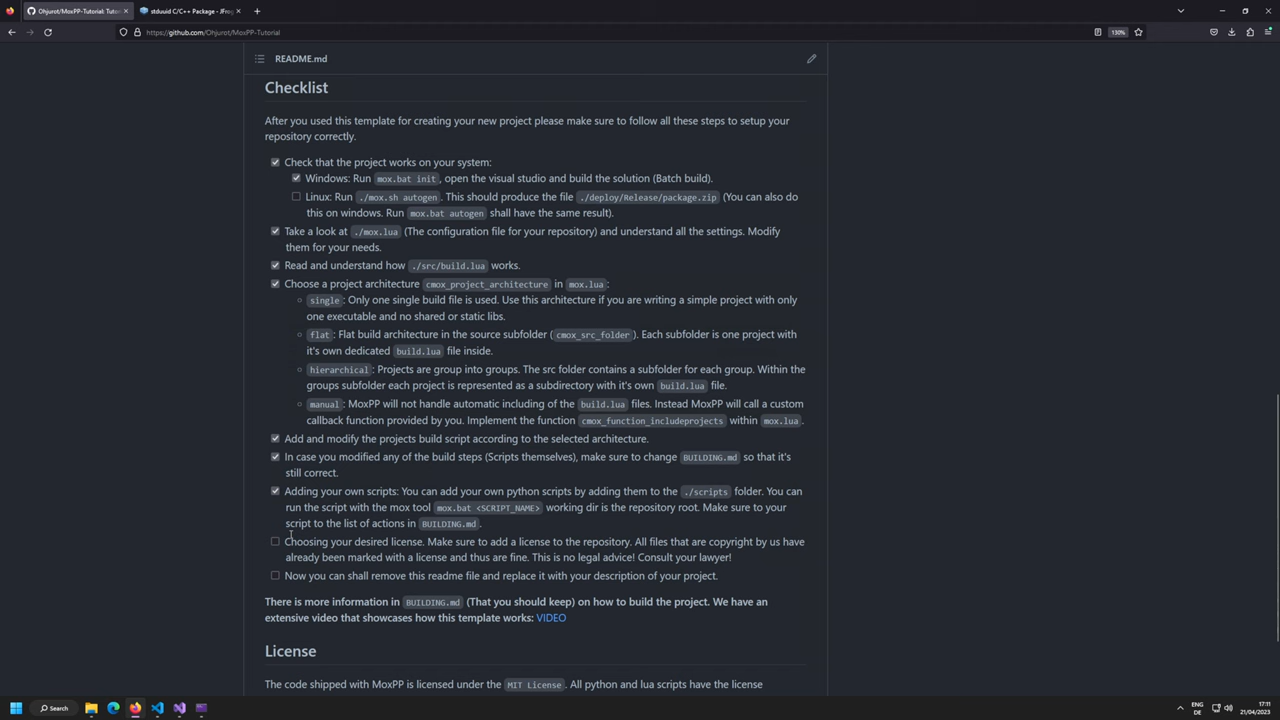 Ohjurot/MoxPP-Tutorial: Tutor
stduuid C/C++ Package - JFrog
https://github.com/Ohjurot/MoxPP-Tutorial
130%
README.md
Checklist
After you used this template for creating your new project please make sure to follow all these steps to setup your
repository correctly.
Check that the project works on your system:
Windows: Run mox.bat init, open the visual studio and build the solution (Batch build).
Linux: Run ./mox.sh autogen. This should produce the file ./deploy/Release/package.zip (You can also do
this on windows. Run mox.bat autogen shall have the same result).
Take a look at ./mox.lua (The configuration file for your repository) and understand all the settings. Modify
them for your needs.
Read and understand how ./src/build.lua works.
Choose a project architecture cmox_project_architecture in mox.lua:
single: Only one single build file is used. Use this architecture if you are writing a simple project with only
one executable and no shared or static libs.
flat: Flat build architecture in the source subfolder (cmox_src_folder). Each subfolder is one project with
it's own dedicated build.lua file inside.
hierarchical: Projects are group into groups. The src folder contains a subfolder for each group. Within the
groups subfolder each project is represented as a subdirectory with it's own build.lua file.
manual: MoxPP will not handle automatic including of the build.lua files. Instead MoxPP will call a custom
callback function provided by you. Implement the function cmox_function_includeprojects within mox.lua.
Add and modify the projects build script according to the selected architecture.
In case you modified any of the build steps (Scripts themselves), make sure to change BUILDING.md so that it's
still correct.
Adding your own scripts: You can add your own python scripts by adding them to the ./scripts folder. You can
run the script with the mox tool mox.bat <SCRIPT_NAME> working dir is the repository root. Make sure to your
script to the list of actions in BUILDING.md.
Choosing your desired license. Make sure to add a license to the repository. All files that are copyright by us have
already been marked with a license and thus are fine. This is no legal advice! Consult your lawyer!
Now you can shall remove this readme file and replace it with your description of your project.
There is more information in BUILDING.md (That you should keep) on how to build the project. We have an
extensive video that showcases how this template works: VIDEO
License
The code shipped with MoxPP is licensed under the MIT License. All python and lua scripts have the license
Search
ENG
DE
17:11
21/04/2023